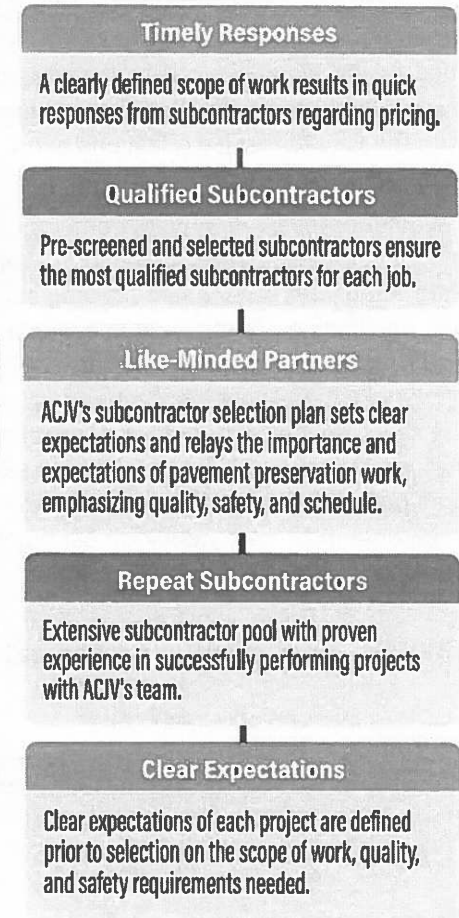 Timely Responses
A clearly defined scope of work results in quick
responses from subcontractors regarding pricing.
Qualified Subcontractors
Pre-screened and selected subcontractors ensure
the most qualified subcontractors for each job.
Like-Minded Partners
ACJV's subcontractor selection plan sets clear
expectations and relays the importance and
expectations of pavement preservation work,
emphasizing quality, safety, and schedule.
Repeat Subcontractors
Extensive subcontractor pool with proven
experience in successfully performing projects
with ACJV's team.
Clear Expectations
Clear expectations of each project are defined
prior to selection on the scope of work, quality,
and safety requirements needed.